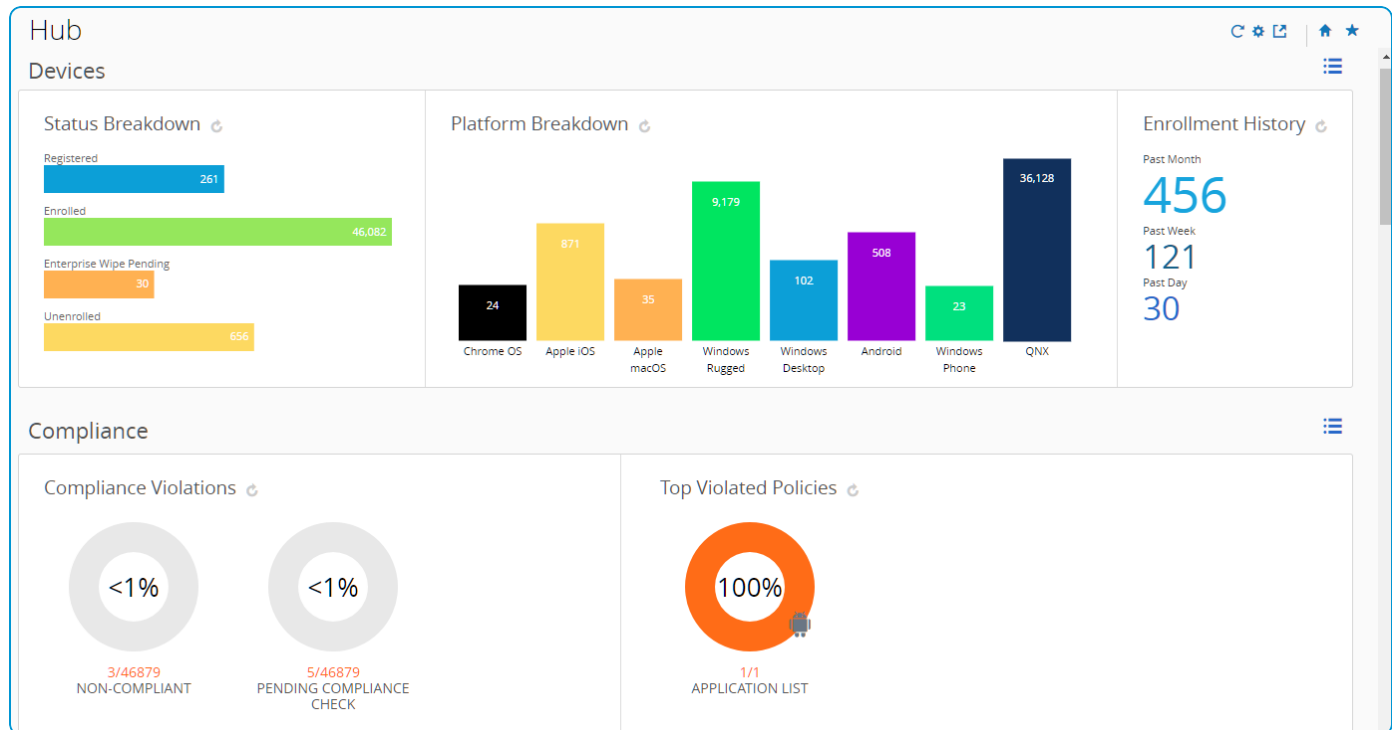 Hub
Devices
Status Breakdown
Registered
261
Enrolled
46,082
Enterprise Wipe Pending
30
Unenrolled
656
Platform Breakdown
24
871
35
9,179
102
508
23
36,128
Chrome OS
Apple iOS
Apple
macOS
Windows
Rugged
Windows
Desktop
Android
Windows
Phone
QNX
Enrollment History
Past Month
456
Past Week
121
Past Day
30
Compliance
Compliance Violations
<1%
3/46879
NON-COMPLIANT
<1%
5/46879
PENDING COMPLIANCE
CHECK
Top Violated Policies
100%
1/1
APPLICATION LIST